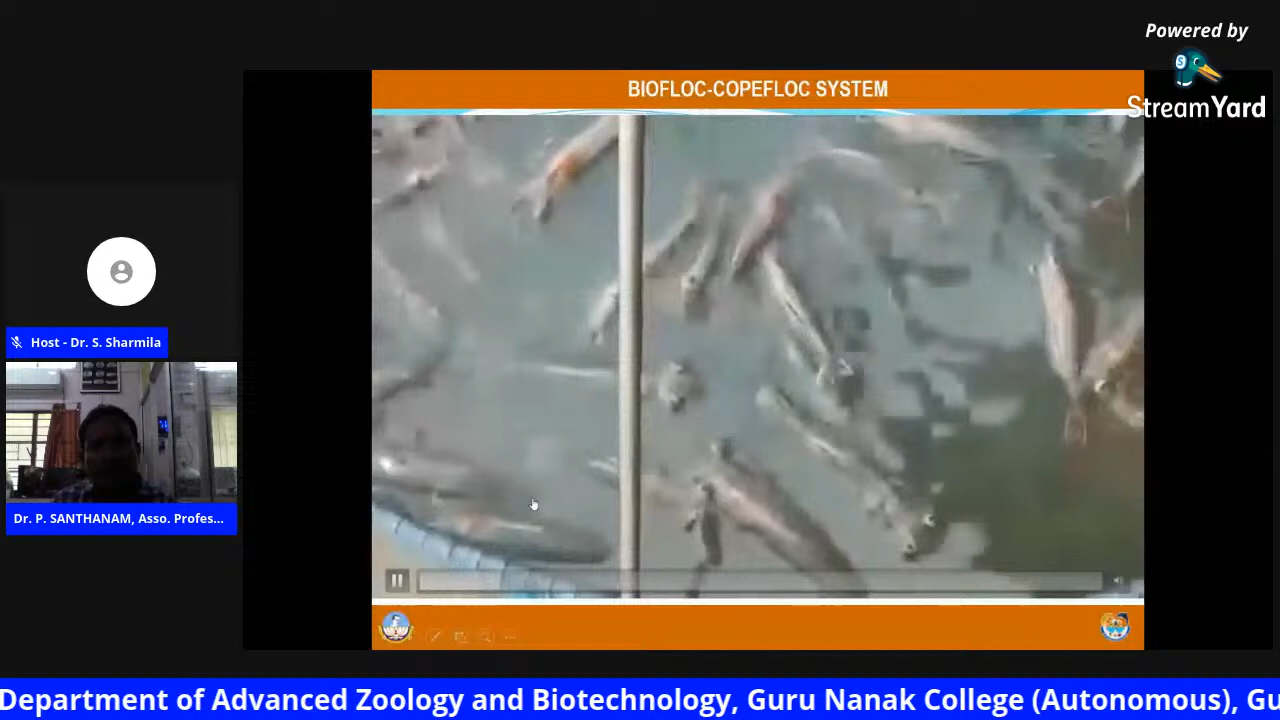 Powered by
StreamYard
BIOFLOC-COPEFLOC SYSTEM
Host - Dr. S. Sharmila
Dr. P. SANTHANAM, Asso. Profes...
Department of Advanced Zoology and Biotechnology, Guru Nanak College (Autonomous), Gu